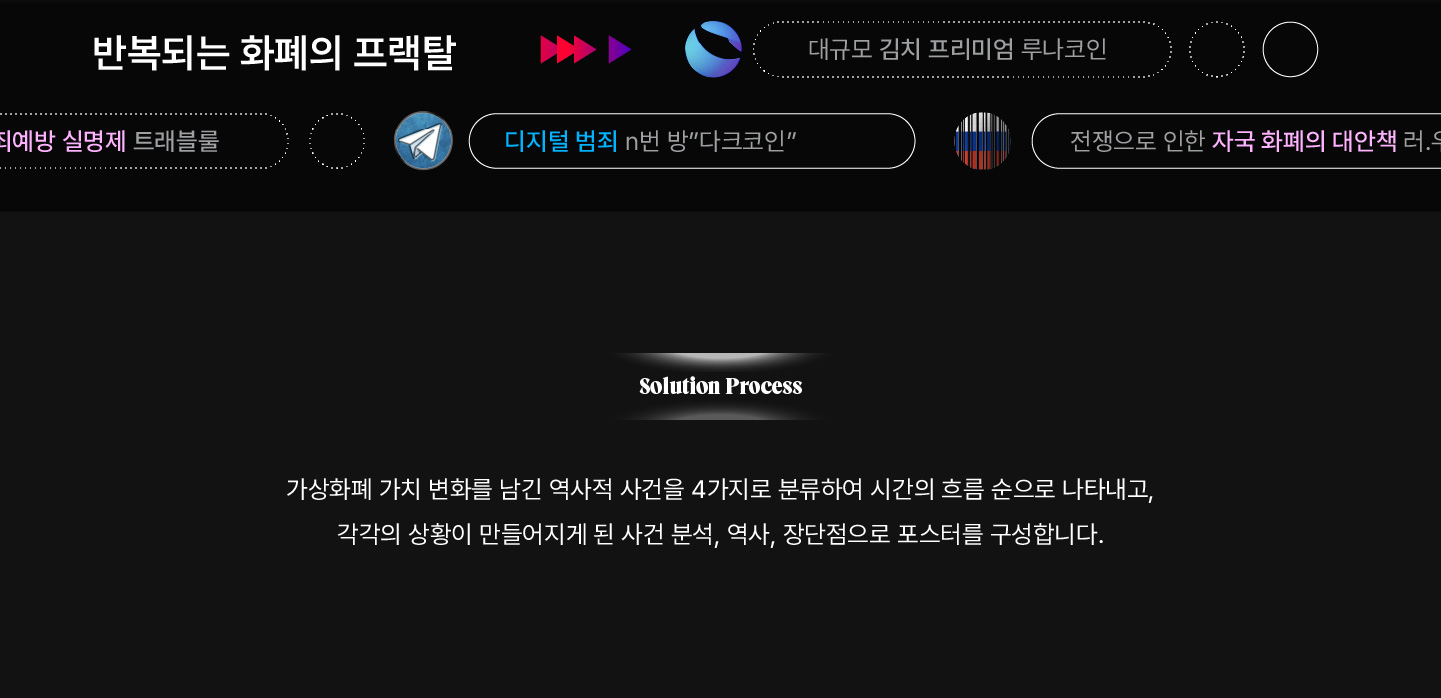 반복되는 화폐의 프랙탈
대규모 김치 프리미엄 루나코인
죄예방 실명제 트래블룰
디지털 범죄 n번 방”다크코인”
전쟁으로 인한 자국 화폐의 대안책 러.우
Solution Process
가상화폐 가치 변화를 남긴 역사적 사건을 4가지로 분류하여 시간의 흐름 순으로 나타내고,
각각의 상황이 만들어지게 된 사건 분석, 역사, 장단점으로 포스터를 구성합니다.